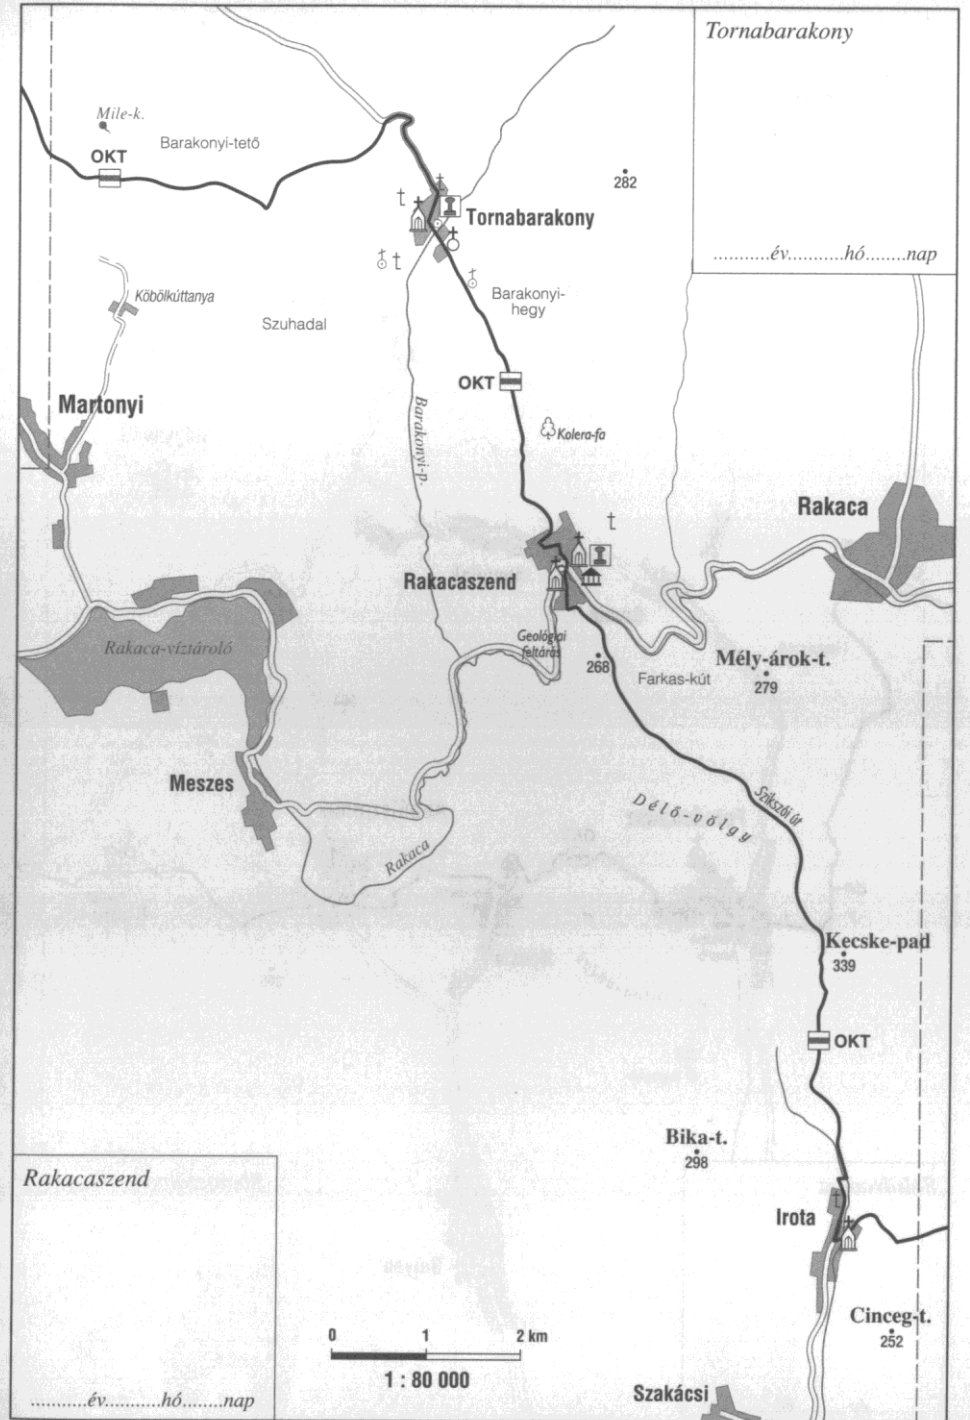 Tornabarakony
Mile-k.
Barakonyi-tető
OKT
282
Tornabarakony
...........év...........hó........nap
Köbölkúttanya
Szuhadal
Barakonyi-
hegy
OKT
Martonyi
Barakonyi-p.
Kolera-fa
Rakaca
Rakacaszend
Geológiai
feltárás
Rakaca-víztároló
268
Farkas-kút
Mély-árok-t.
279
Meszes
Délő-völgy
Szikszói út
Rakaca
Kecske-pad
339
OKT
Bika-t.
298
Rakacaszend
Irota
Cinceg-t.
252
0 1 2 km
1 : 80 000
Szakácsi
...........év...........hó........nap